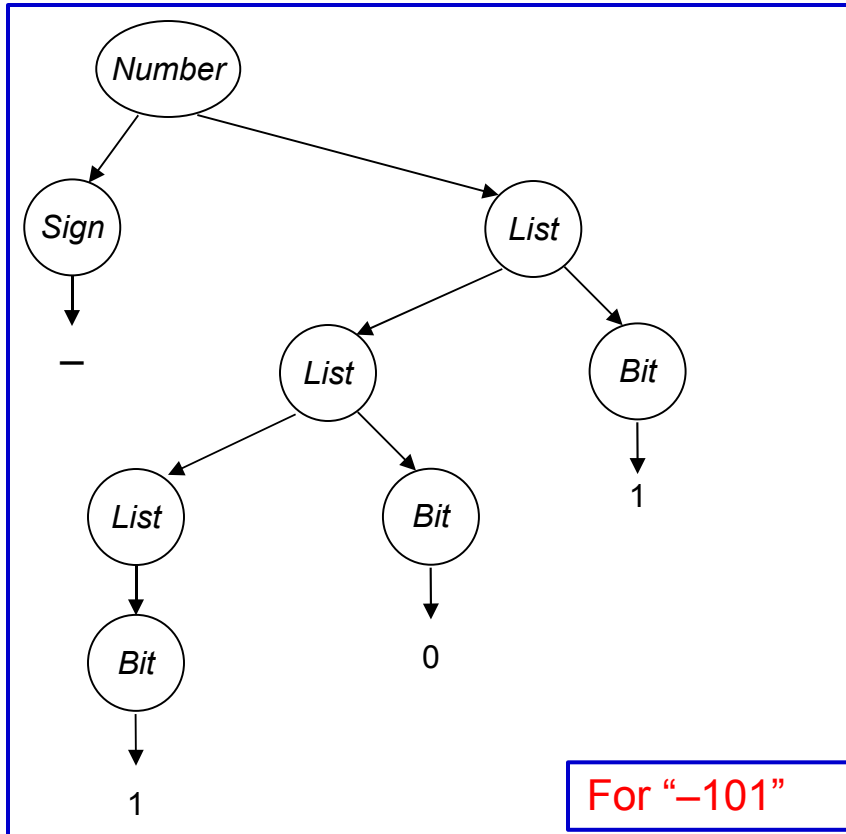 Number
Sign
List
–
List
Bit
List
Bit
1
Bit
0
1
For “–101”